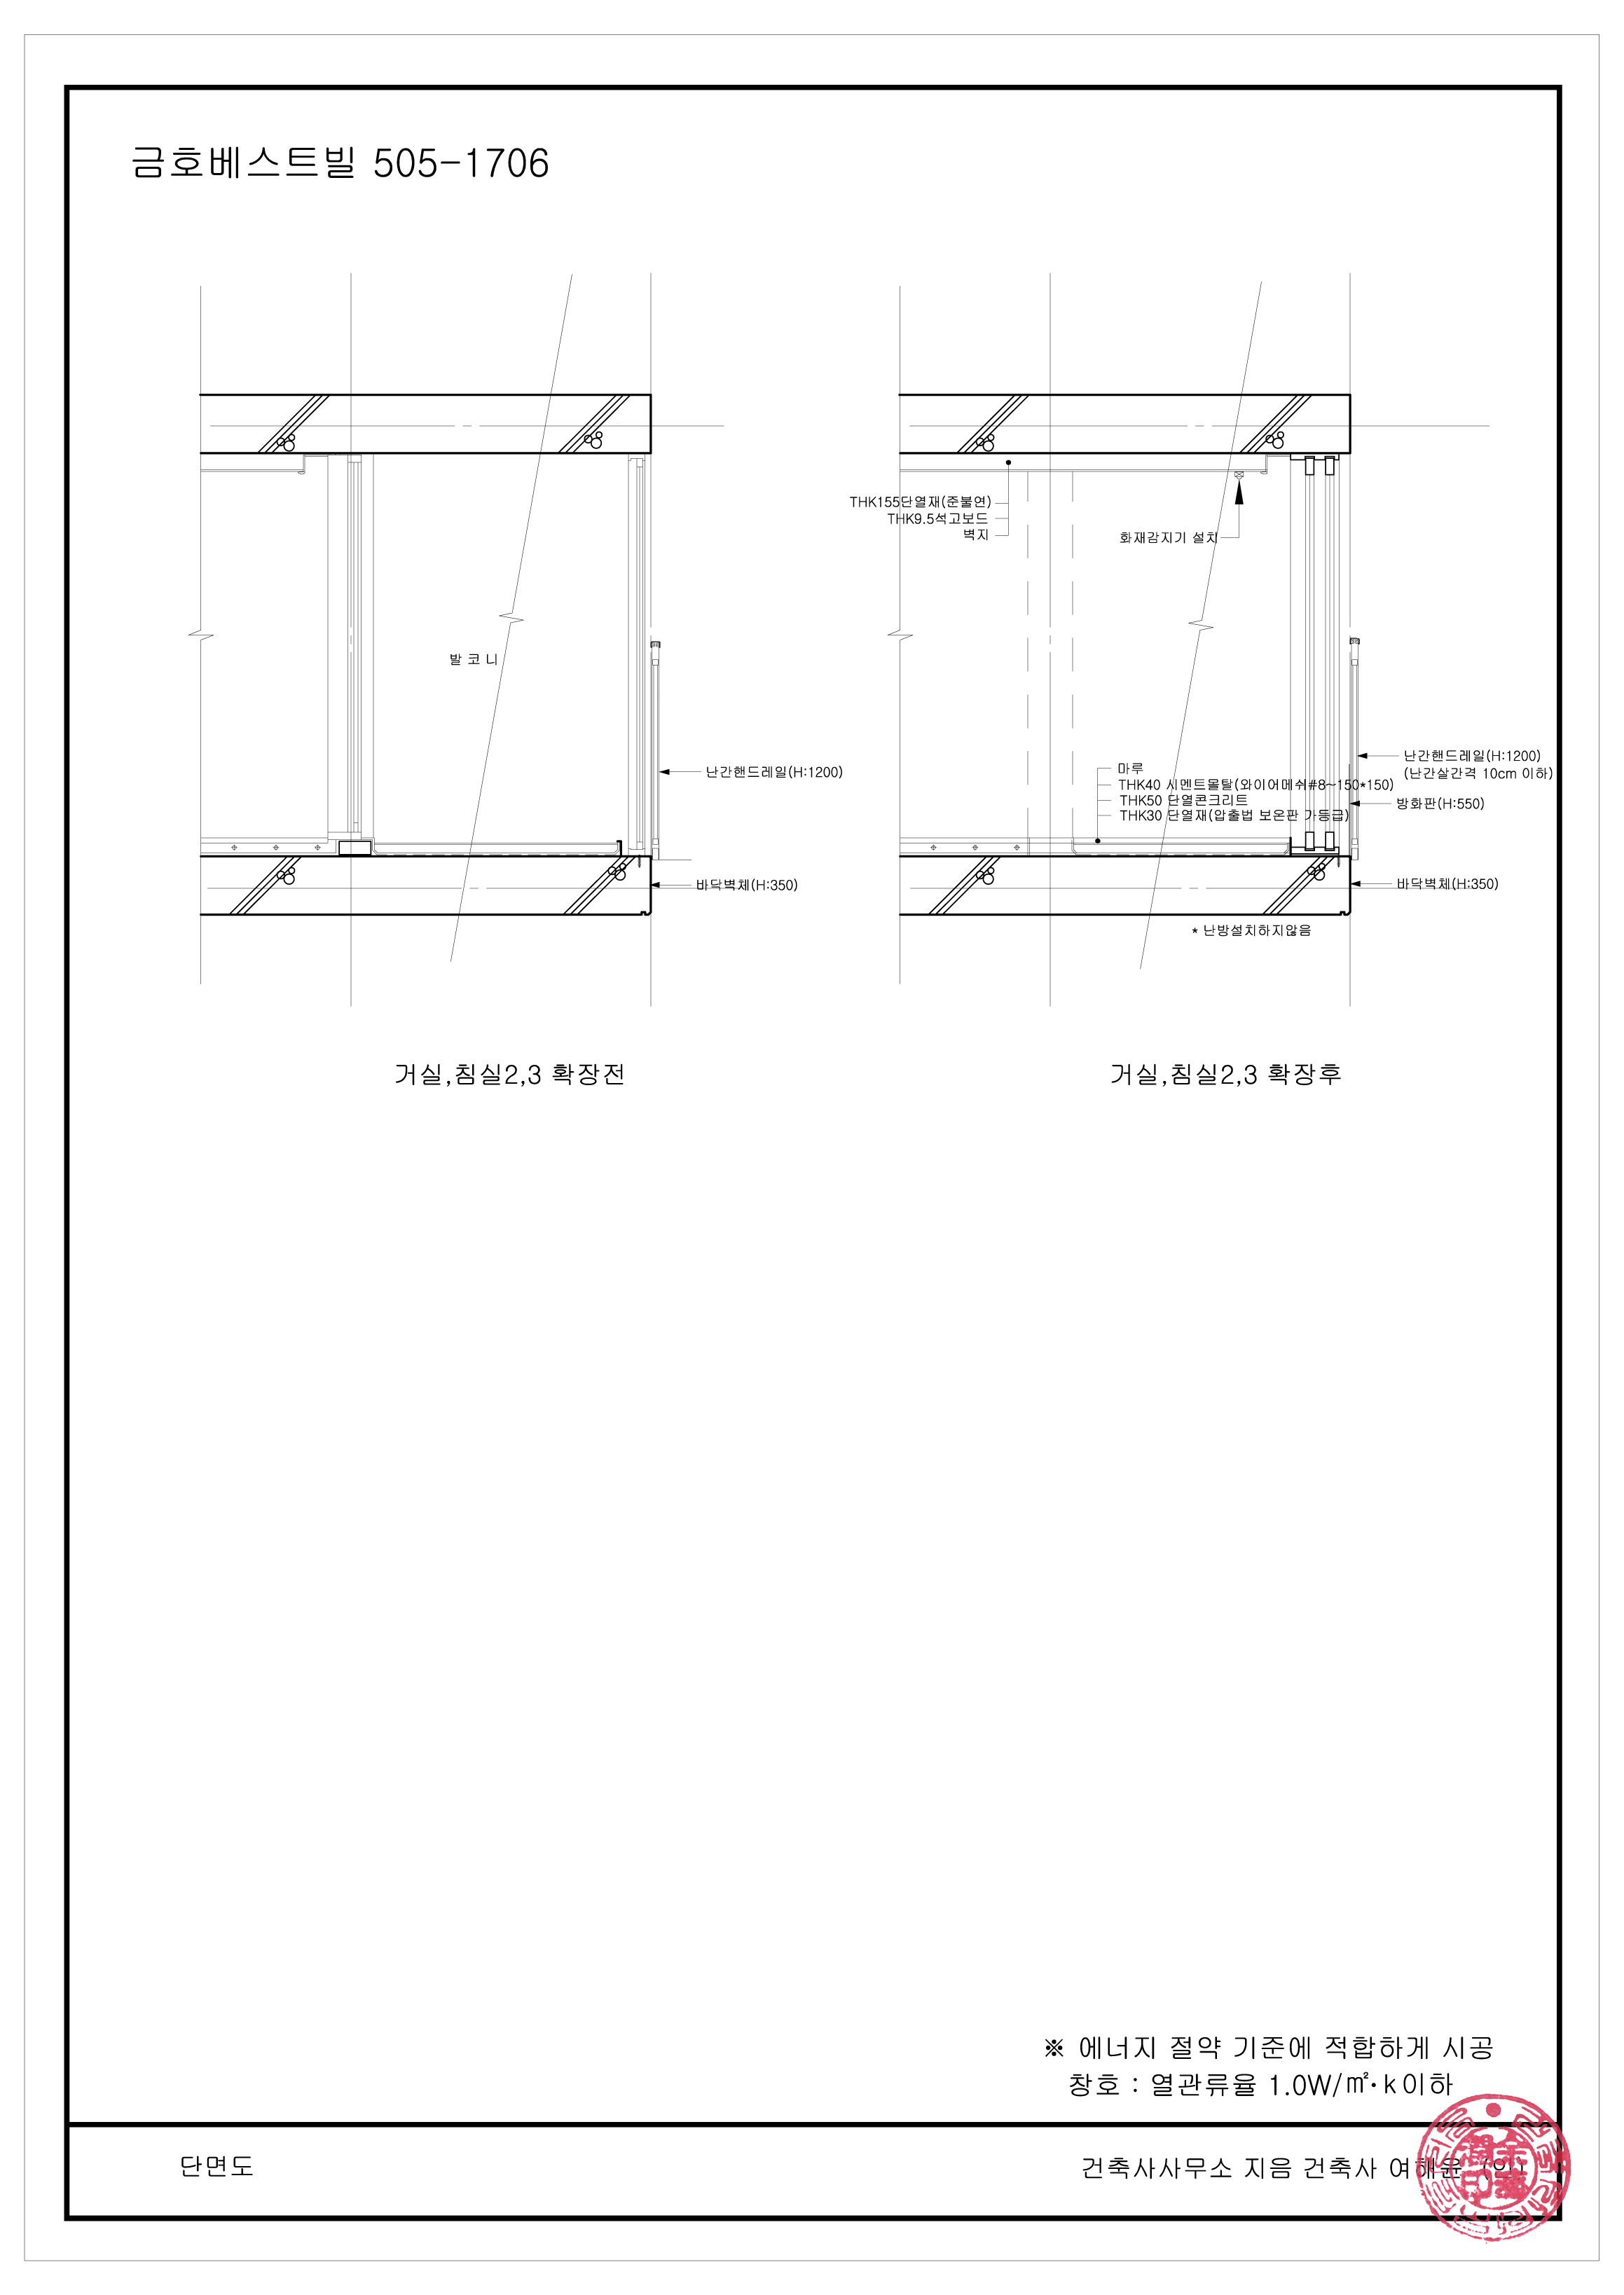 금호베스트빌 505-1706
발 코 니
난간핸드레일(H:1200)
바닥벽체(H:350)
THK155단열재(준불연)
THK9.5석고보드
벽지
화재감지기 설치
마루
THK40 시멘트몰탈(와이어메쉬#8~150*150)
THK50 단열콘크리트
THK30 단열재(압출법 보온판 가등급)
난간핸드레일(H:1200)
(난간살간격 10cm 이하)
방화판(H:550)
바닥벽체(H:350)
* 난방설치하지않음
거실,침실2,3 확장전
거실,침실2,3 확장후
※ 에너지 절약 기준에 적합하게 시공
창호 : 열관류율 1.0W/㎡·k이하
단면도
건축사사무소 지음 건축사 여해윤 (인)